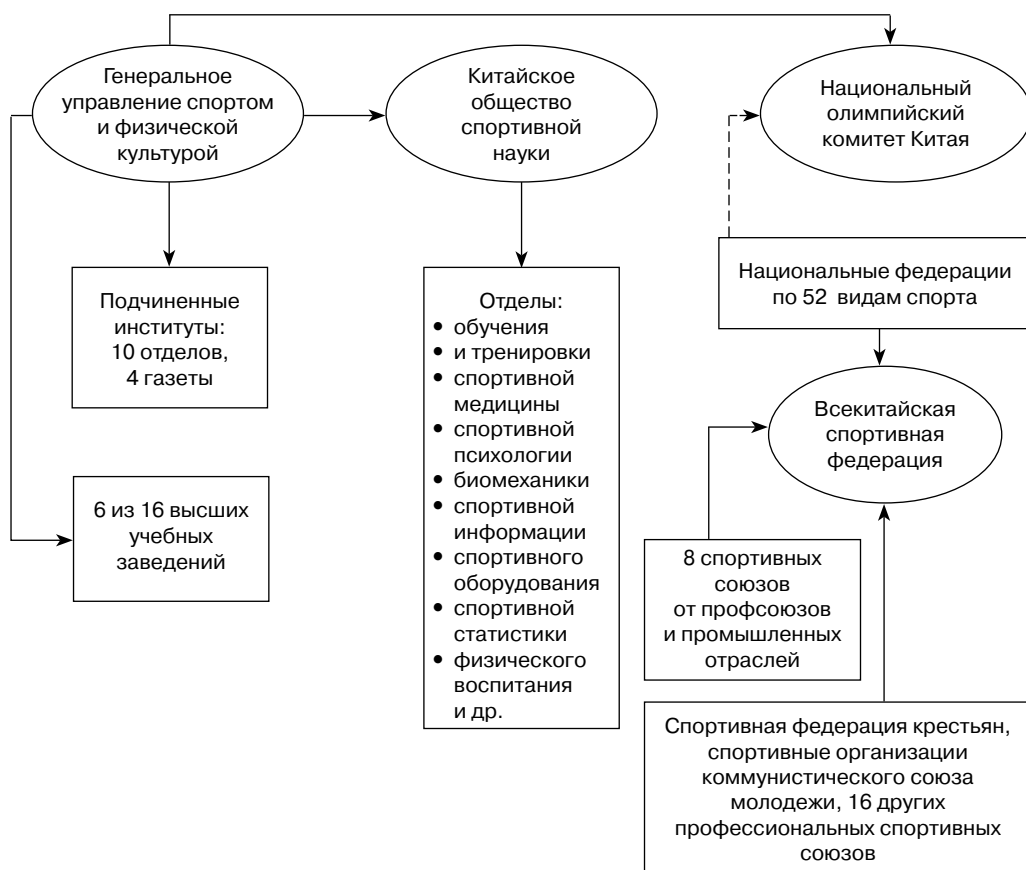 Генеральное
управление спортом
и физической
культурой
Китайское
общество
спортивной
науки
Национальный
олимпийский
комитет Китая
Подчиненные
институты:
10 отделов,
4 газеты
Отделы:
• обучения
• и тренировки
• спортивной
медицины
• спортивной
психологии
• биомеханики
• спортивной
информации
• спортивного
оборудования
• спортивной
статистики
• физического
воспитания
и др.
Национальные федерации
по 52 видам спорта
Всекитайская
спортивная
федерация
6 из 16 высших
учебных
заведений
8 спортивных
союзов
от профсоюзов
и промышленных
отраслей
Спортивная федерация крестьян,
спортивные организации
коммунистического союза
молодежи, 16 других
профессиональных спортивных
союзов